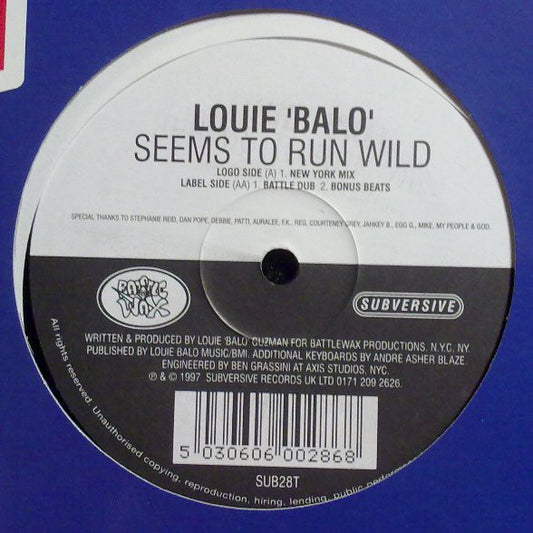 LOUIE 'BALO'
SEEMS TO RUN WILD
LOGO SIDE (A) 1. NEW YORK MIX
LABEL SIDE (AA) 1. BATTLE DUB 2. BONUS BEATS
SPECIAL THANKS TO STEPHANIE REID, DAN POPE, DEBBIE, PATTI, AURALEE, F.K., REG, COURTENEY GREY, JAHKEY B., EGG G., MIKE, MY PEOPLE & GOD.
BATTLE
WAX
SUBVERSIVE
WRITTEN & PRODUCED BY LOUIE 'BALO' GUZMAN FOR BATTLEWAX PRODUCTIONS, N.Y.C, NY.
PUBLISHED BY LOUIE BALO MUSIC/BMI. ADDITIONAL KEYBOARDS BY ANDRE ASHER BLAZE.
ENGINEERED BY BEN GRASSINI AT AXIS STUDIOS, NYC.
℗ & © 1997 SUBVERSIVE RECORDS UK LTD 0171 209 2626.
5 030606 002868
SUB28T
All rights reserved. Unauthorised copying, reproduction, hiring, lending, public